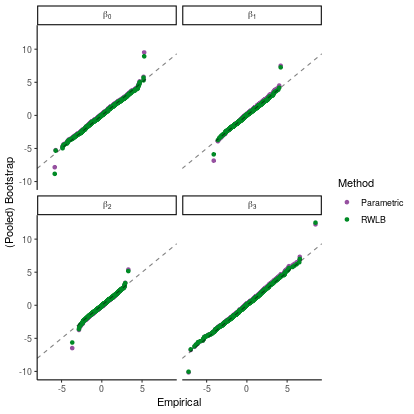 β₀
β₁
10
5
0
-5
-10
β₂
β₃
10
5
0
-5
-10
-5
0
5
-5
0
5
(Pooled) Bootstrap
Empirical
Method
Parametric
RWLB